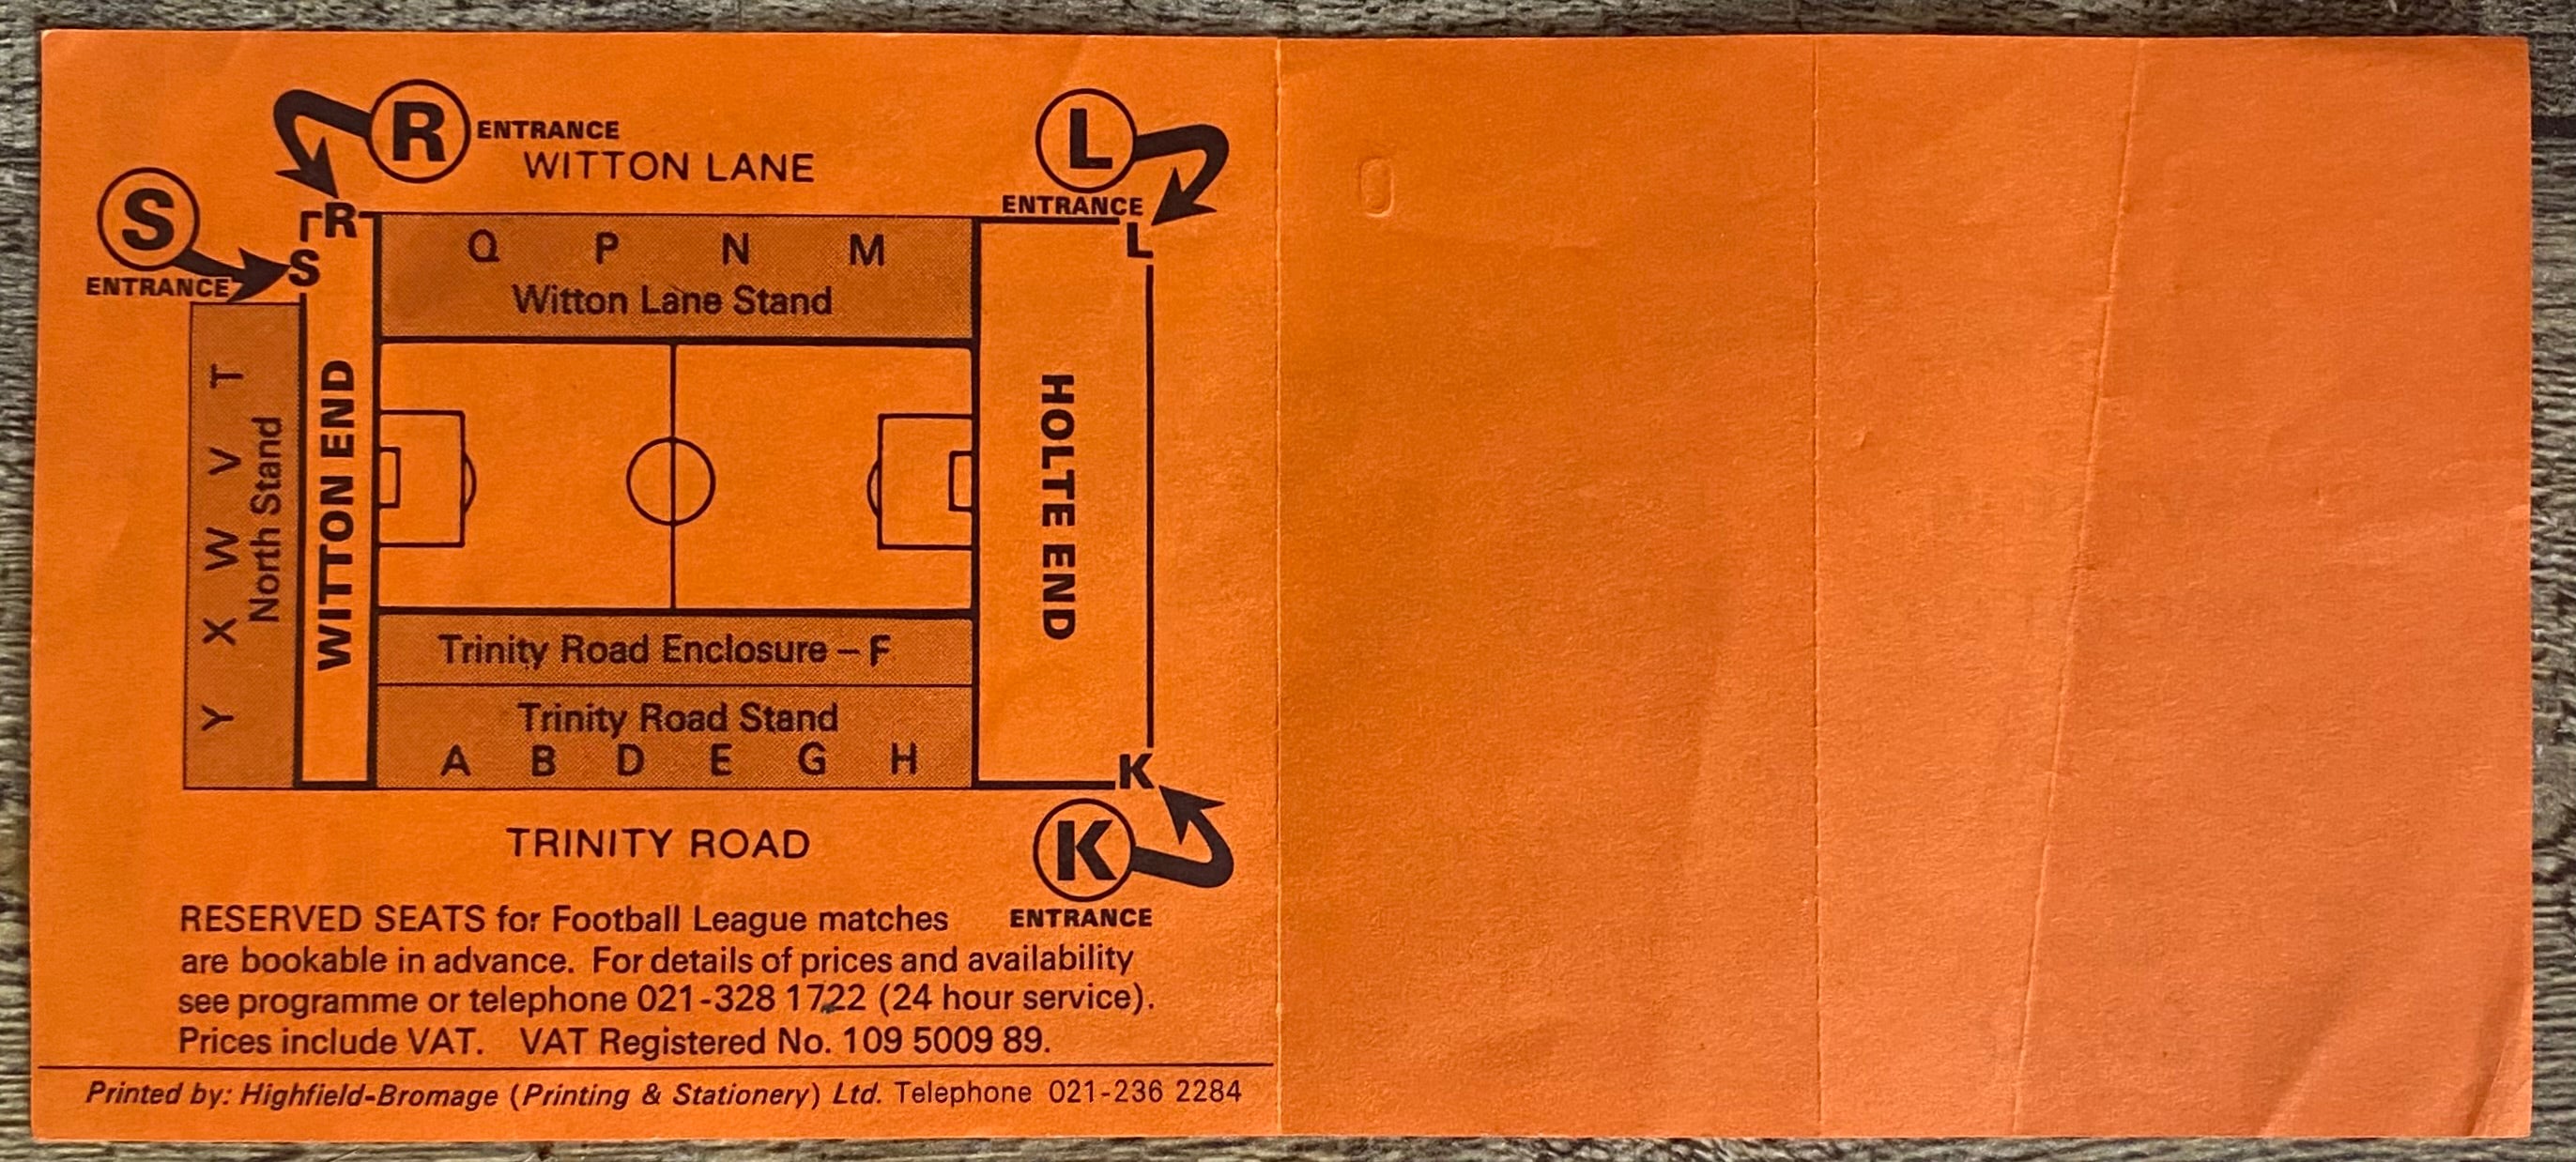 R ENTRANCE
WITTON LANE
L
ENTRANCE
S
ENTRANCE
R
S
L
Q P N M
Witton Lane Stand
Y X W V T
North Stand
WITTON END
HOLTE END
Trinity Road Enclosure – F
Trinity Road Stand
A B D E G H
K
TRINITY ROAD
K
ENTRANCE
RESERVED SEATS for Football League matches
are bookable in advance. For details of prices and availability
see programme or telephone 021-328 1722 (24 hour service).
Prices include VAT. VAT Registered No. 109 5009 89.
Printed by: Highfield-Bromage (Printing & Stationery) Ltd. Telephone 021-236 2284